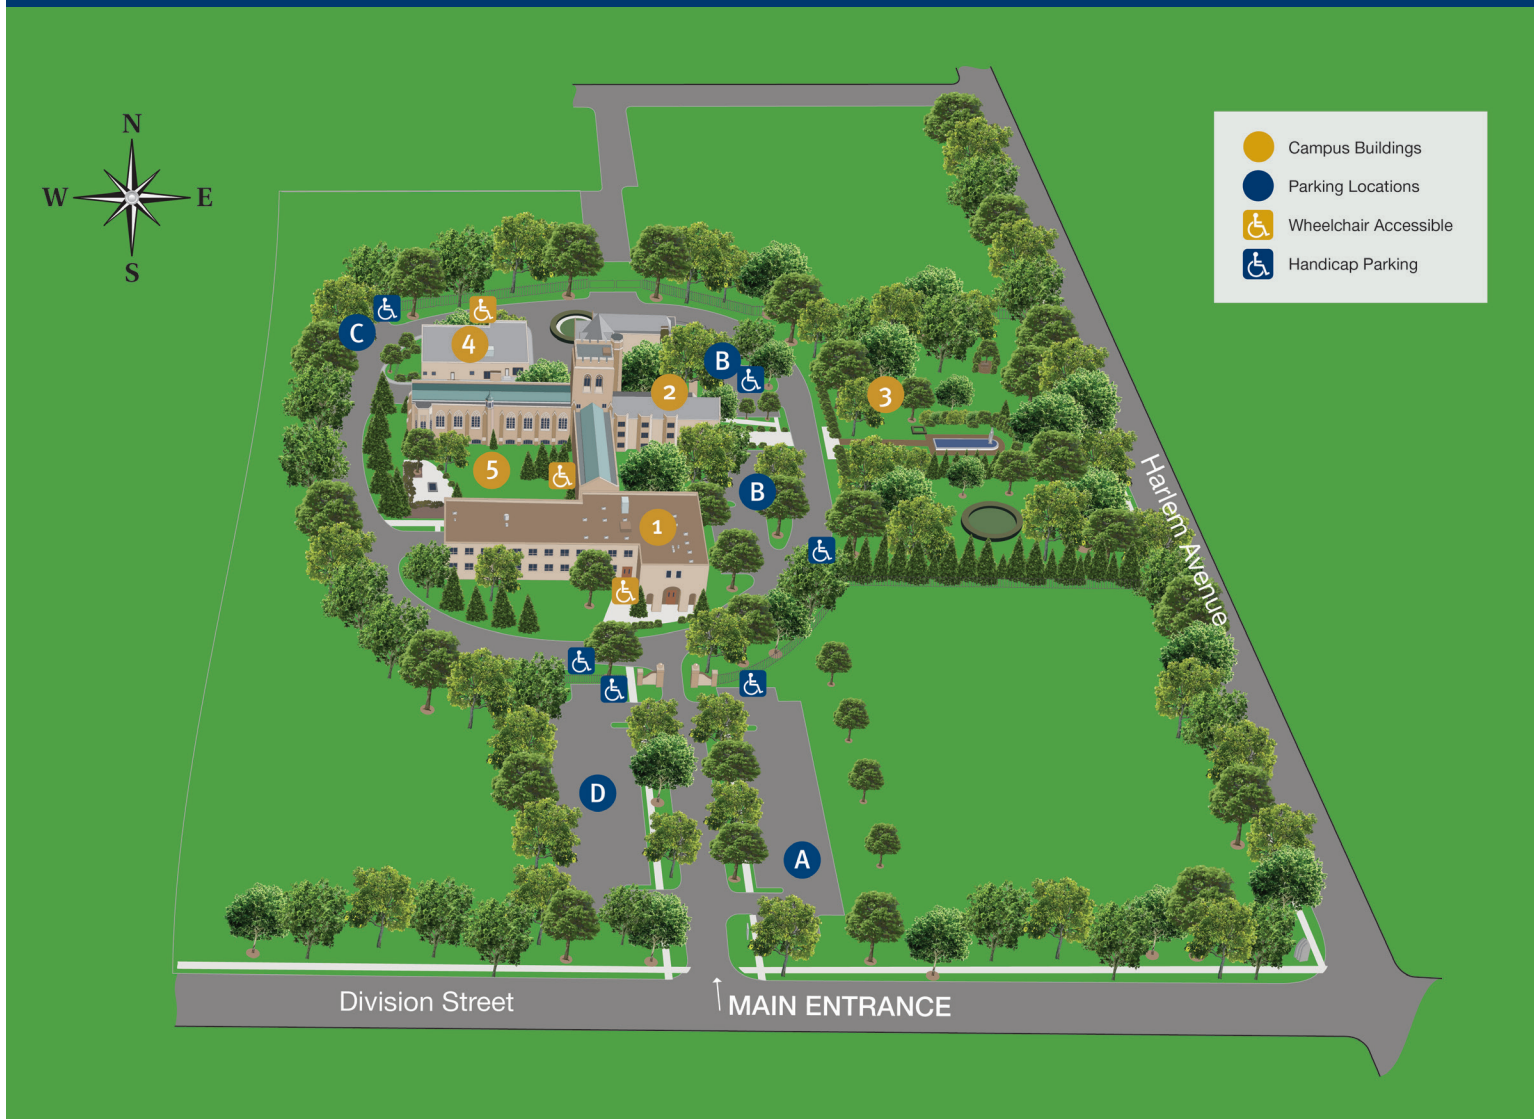 N
W E
S
Campus Buildings
Parking Locations
Wheelchair Accessible
Handicap Parking
C
4
B
2
3
5
B
1
Harlem Avenue
D
A
Division Street
MAIN ENTRANCE